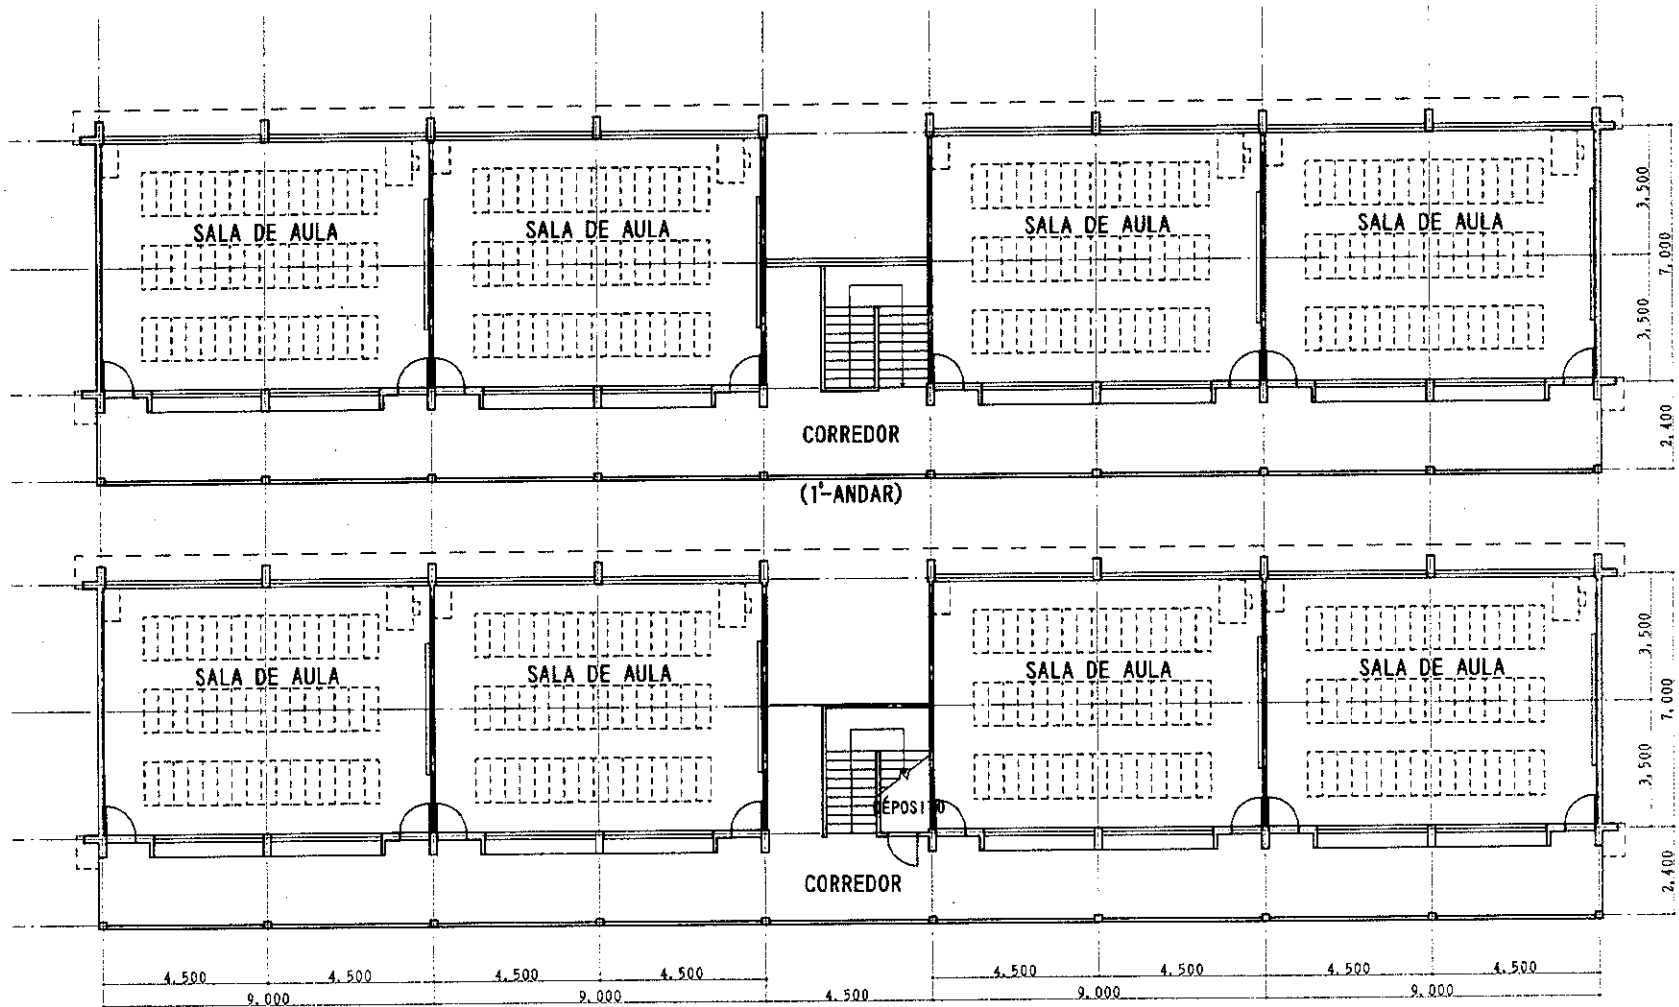 SALA DE AULA
SALA DE AULA
SALA DE AULA
SALA DE AULA
3,500
7,000
3,500
CORREDOR
2,400
(1º-ANDAR)
SALA DE AULA
SALA DE AULA
SALA DE AULA
SALA DE AULA
3,500
7,000
3,500
DÉPOSITO
CORREDOR
2,400
4.500 4.500 4.500 4.500 4.500 4.500 4.500 4.500
9.000 9.000 4.500 9.000 9.000